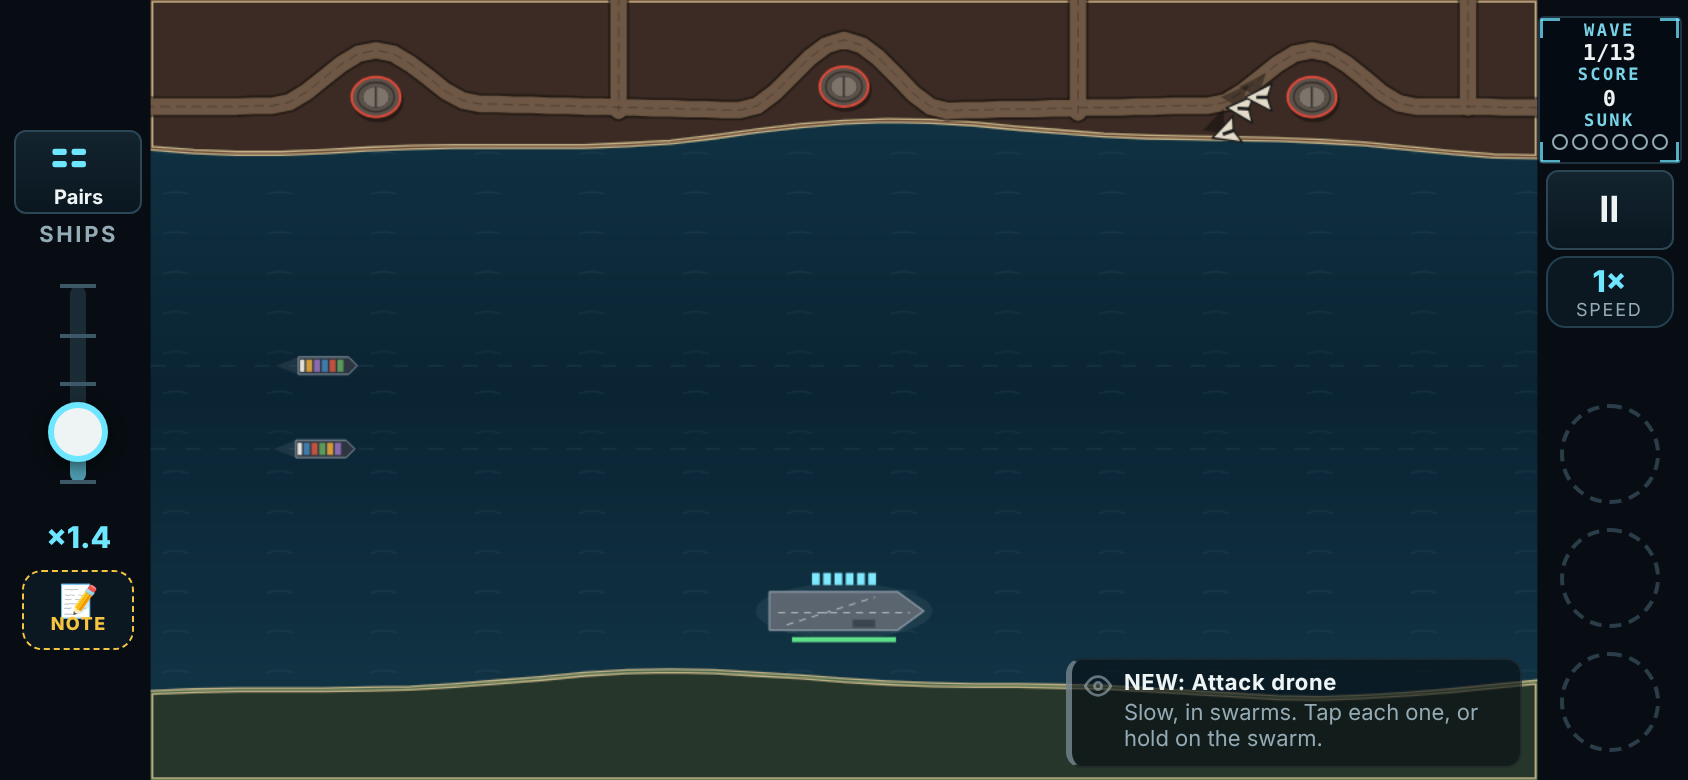 Pairs
SHIPS
×1.4
NOTE
WAVE
1/13
SCORE
0
SUNK
1×
SPEED
NEW: Attack drone
Slow, in swarms. Tap each one, or
hold on the swarm.